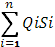 n
∑ QiSi
i=1